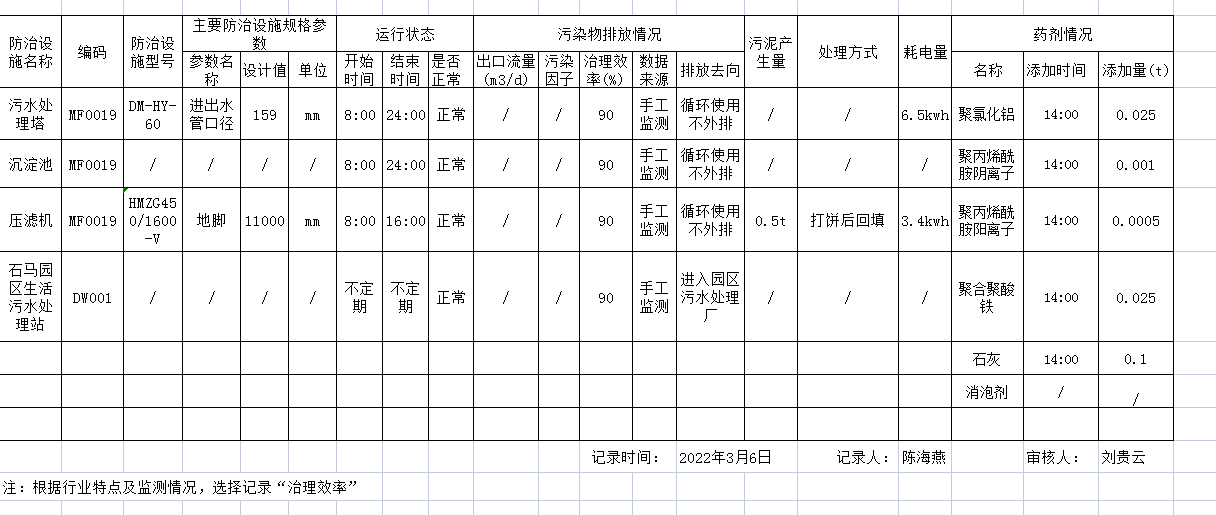 防治设施名称 编码 防治设施型号 主要防治设施规格参数 运行状态 污染物排放情况 污泥产生量 处理方式 耗电量 药剂情况
参数名称 设计值 单位 开始时间 结束时间 是否正常 出口流量(m3/d) 污染因子 治理效率(%) 数据来源 排放去向 名称 添加时间 添加量(t)
污水处理塔 MF0019 DM-HY-60 进出水管口径 159 mm 8:00 24:00 正常 / / 90 手工监测 循环使用不外排 / / 6.5kwh 聚氯化铝 14:00 0.025
沉淀池 MF0019 / / / / 8:00 24:00 正常 / / 90 手工监测 循环使用不外排 / / / 聚丙烯酰胺阴离子 14:00 0.001
压滤机 MF0019 HMZG450/1600-V 地脚 11000 mm 8:00 16:00 正常 / / 90 手工监测 循环使用不外排 0.5t 打饼后回填 3.4kwh 聚丙烯酰胺阳离子 14:00 0.0005
石马园区生活污水处理站 DW001 / / / / 不定期 不定期 正常 / / 90 手工监测 进入园区污水处理厂 / / / 聚合聚酸铁 14:00 0.025
石灰 14:00 0.1
消泡剂 / /
记录时间： 2022年3月6日 记录人： 陈海燕 审核人： 刘贵云
注：根据行业特点及监测情况，选择记录“治理效率”